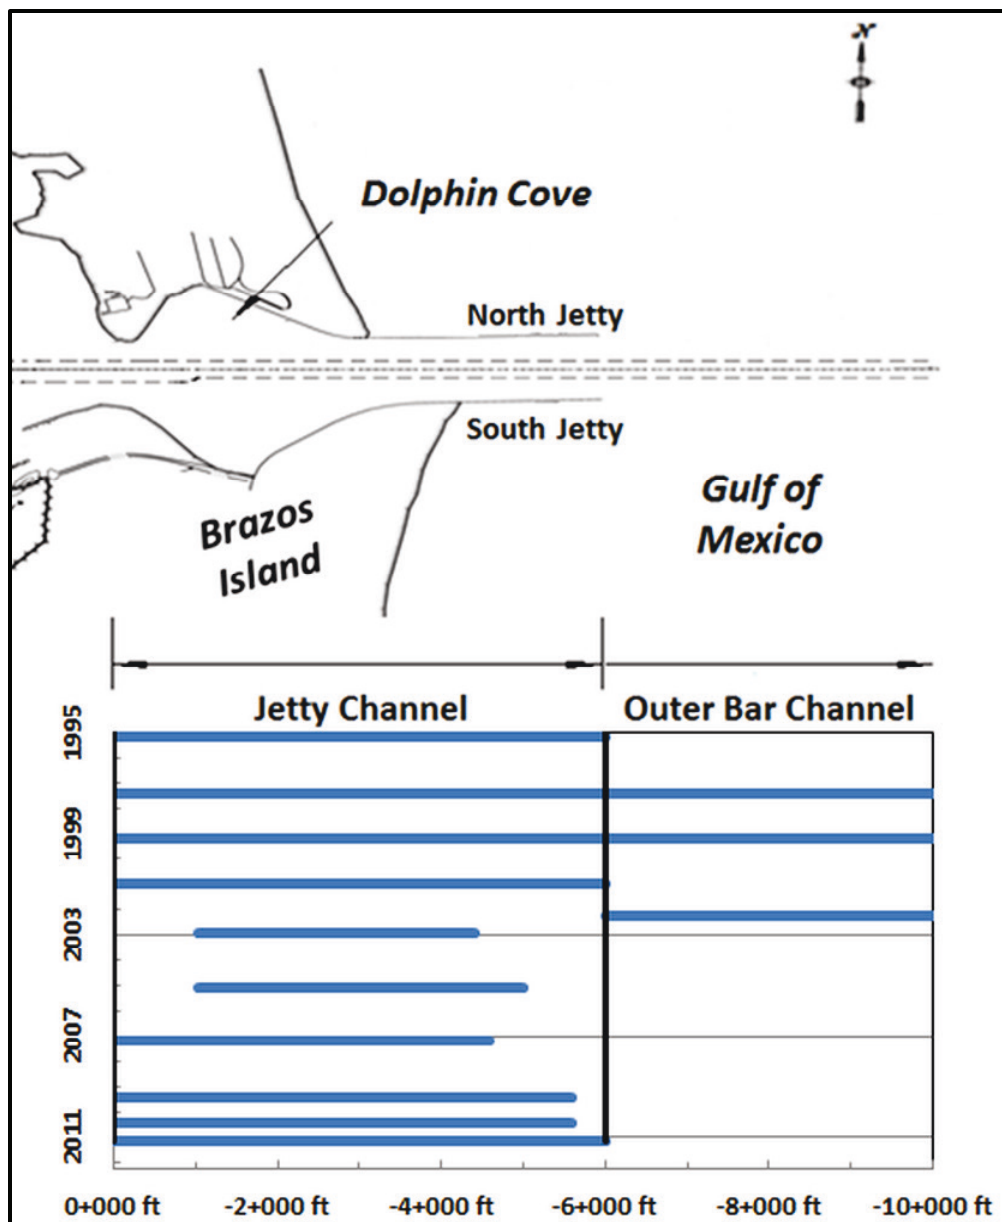 N
Dolphin Cove
North Jetty
South Jetty
Gulf of
Mexico
Brazos
Island
Jetty Channel
Outer Bar Channel
1995
1999
2003
2007
2011
0+000 ft
-2+000 ft
-4+000 ft
-6+000 ft
-8+000 ft
-10+000 ft